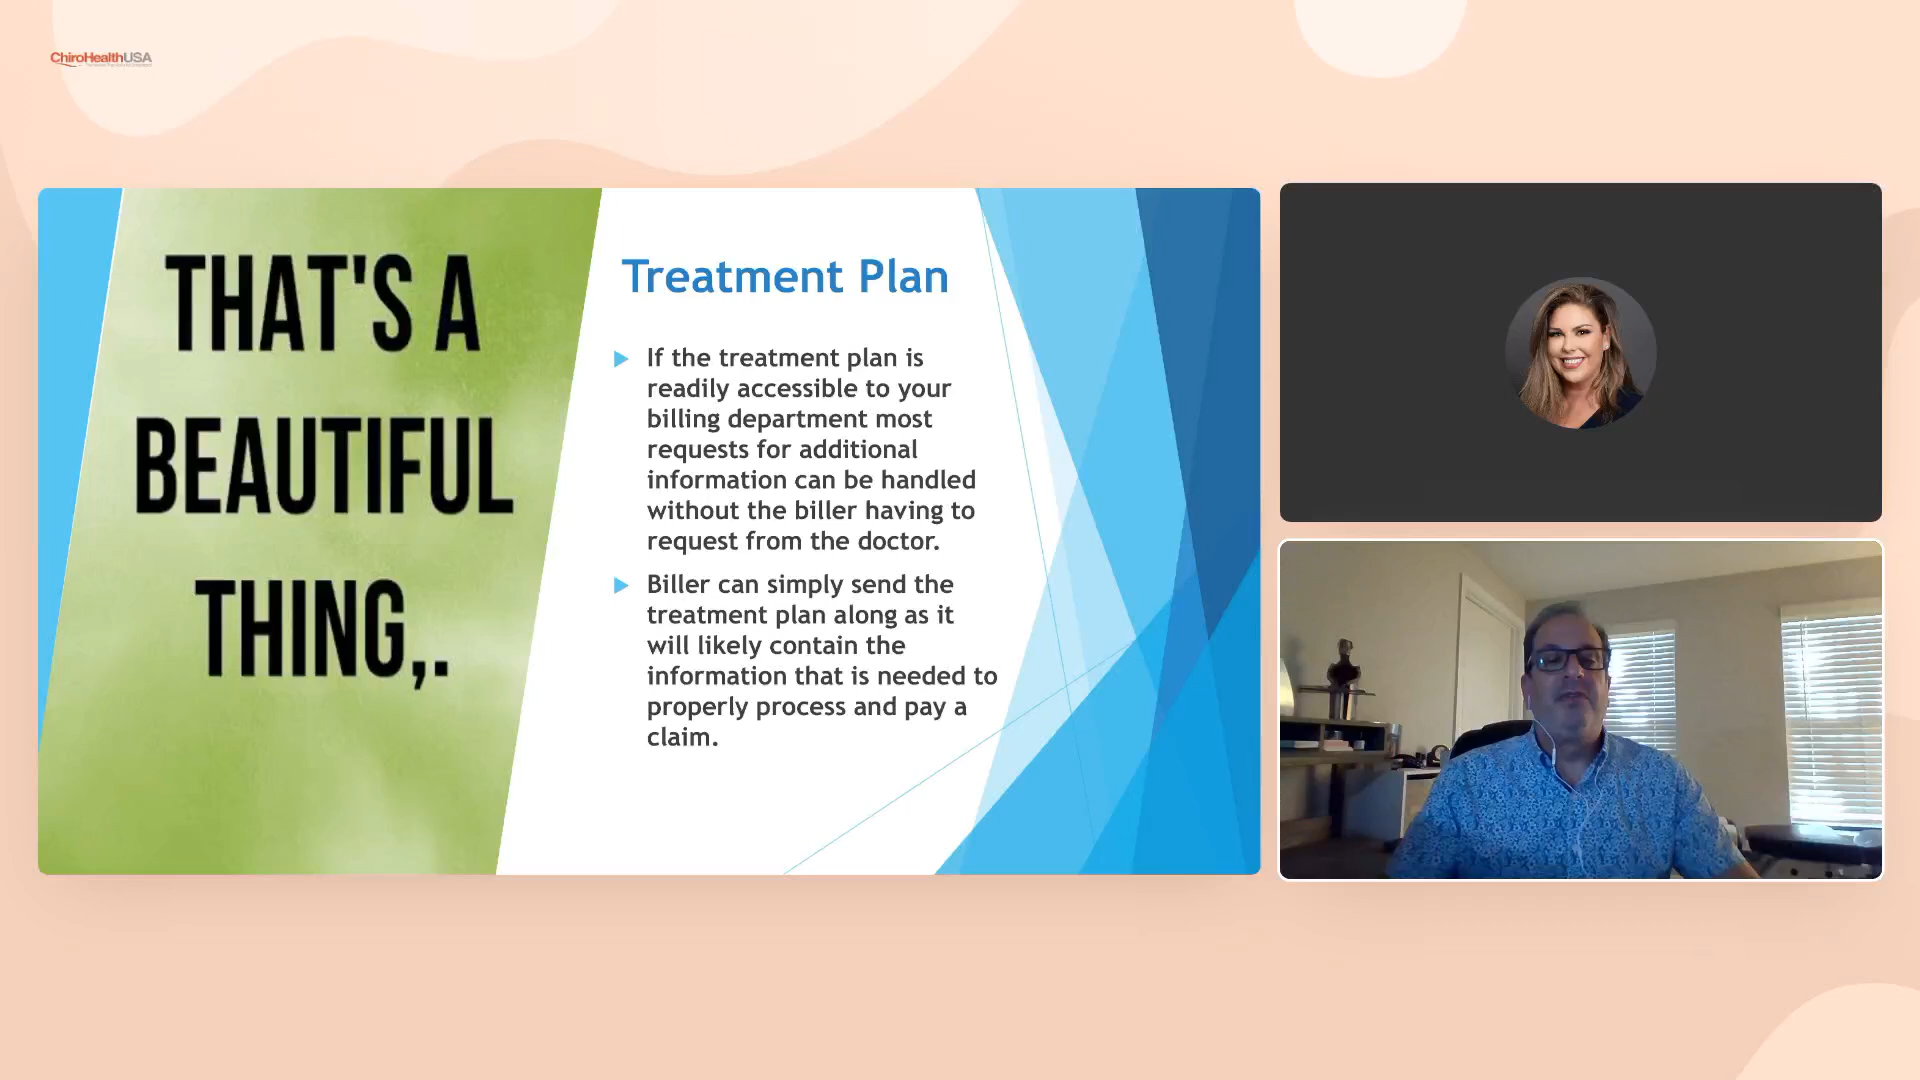 ChiroHealthUSA
THAT'S A
BEAUTIFUL
THING,.
Treatment Plan
If the treatment plan is
readily accessible to your
billing department most
requests for additional
information can be handled
without the biller having to
request from the doctor.
Biller can simply send the
treatment plan along as it
will likely contain the
information that is needed to
properly process and pay a
claim.